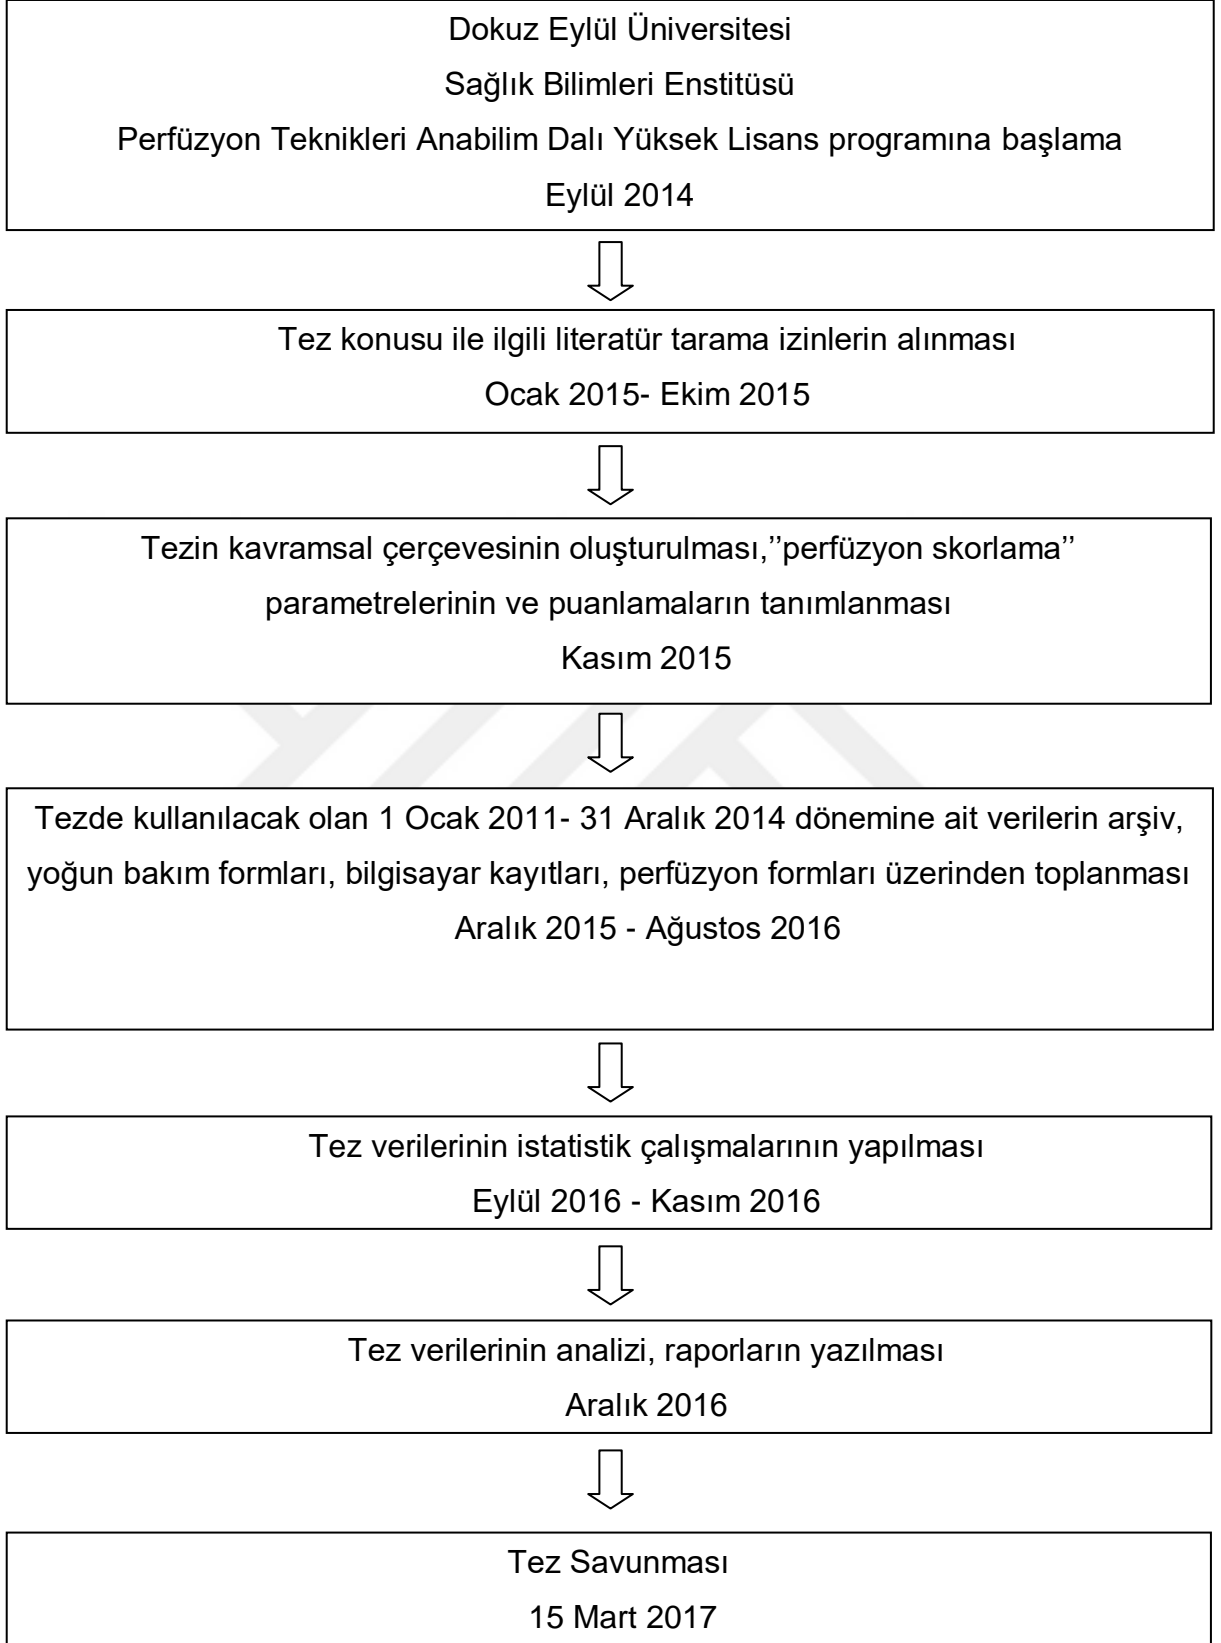 Dokuz Eylül Üniversitesi
Sağlık Bilimleri Enstitüsü
Perfüzyon Teknikleri Anabilim Dalı Yüksek Lisans programına başlama
Eylül 2014
Tez konusu ile ilgili literatür tarama izinlerin alınması
Ocak 2015- Ekim 2015
Tezin kavramsal çerçevesinin oluşturulması,’’perfüzyon skorlama’’
parametrelerinin ve puanlamaların tanımlanması
Kasım 2015
Tezde kullanılacak olan 1 Ocak 2011- 31 Aralık 2014 dönemine ait verilerin arşiv,
yoğun bakım formları, bilgisayar kayıtları, perfüzyon formları üzerinden toplanması
Aralık 2015 - Ağustos 2016
Tez verilerinin istatistik çalışmalarının yapılması
Eylül 2016 - Kasım 2016
Tez verilerinin analizi, raporların yazılması
Aralık 2016
Tez Savunması
15 Mart 2017